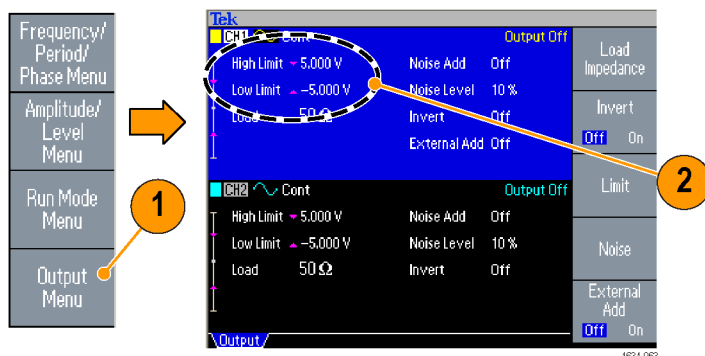 Frequency/
Period/
Phase Menu
Amplitude/
Level
Menu
Run Mode
Menu
Output
Menu
1
Tek
CH1 Cont Output Off
High Limit 5.000 V Noise Add Off
Low Limit –5.000 V Noise Level 10 %
Load 50 Ω Invert Off
External Add Off
CH2 Cont Output Off
High Limit 5.000 V Noise Add Off
Low Limit –5.000 V Noise Level 10 %
Load 50 Ω Invert Off
Output
Load
Impedance
Invert
Off On
Limit
Noise
External
Add
Off On
2